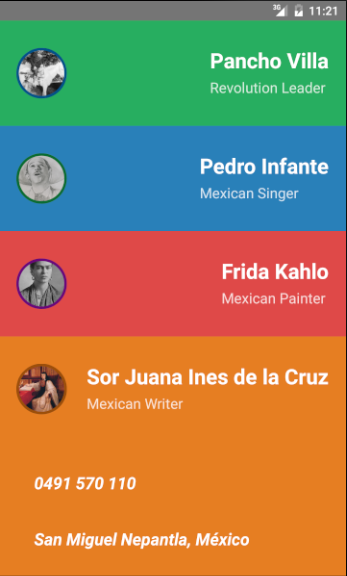 3G 11:21
Pancho Villa
Revolution Leader
Pedro Infante
Mexican Singer
Frida Kahlo
Mexican Painter
Sor Juana Ines de la Cruz
Mexican Writer
0491 570 110
San Miguel Nepantla, México